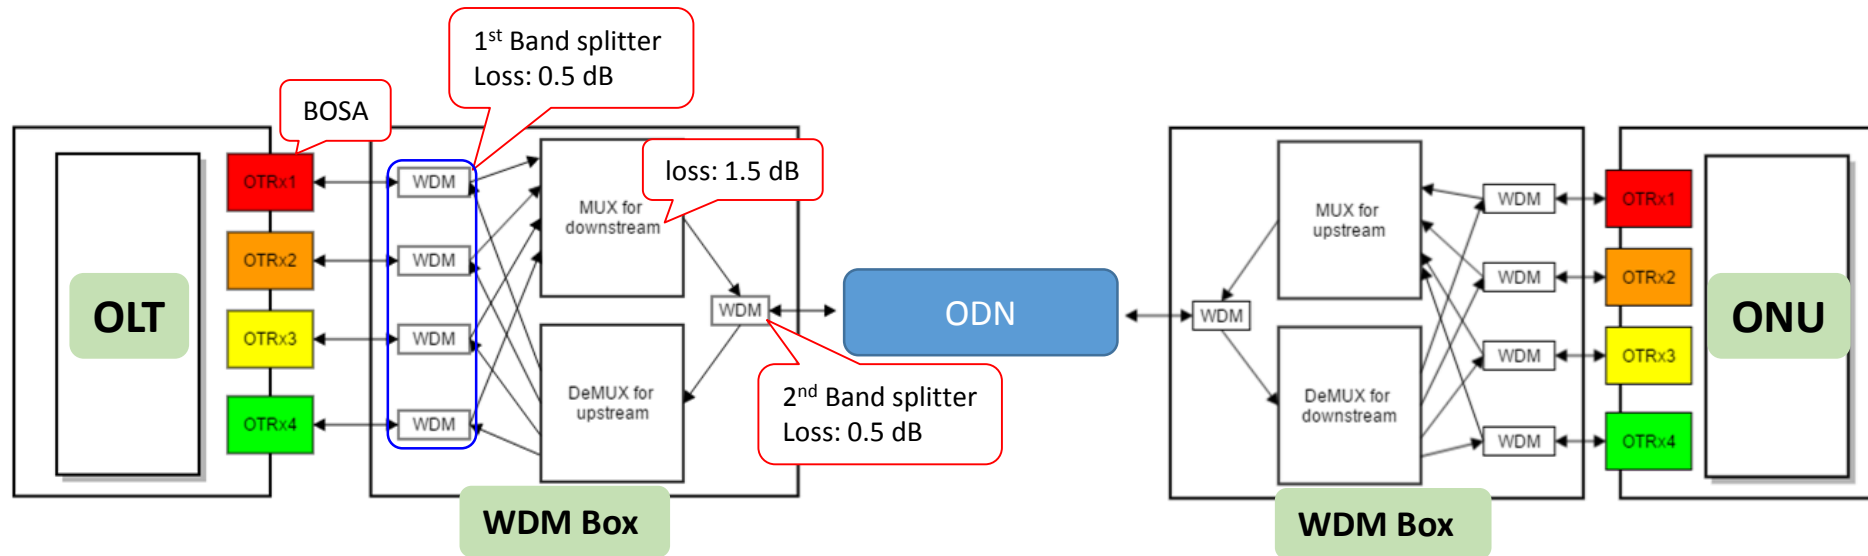 1st Band splitter
Loss: 0.5 dB
BOSA
OLT
OTRx1
OTRx2
OTRx3
OTRx4
WDM
WDM
WDM
WDM
MUX for
downstream
loss: 1.5 dB
DeMUX for
upstream
WDM
2nd Band splitter
Loss: 0.5 dB
WDM Box
ODN
WDM
MUX for
upstream
DeMUX for
downstream
WDM
WDM
WDM
WDM
WDM Box
OTRx1
OTRx2
OTRx3
OTRx4
ONU